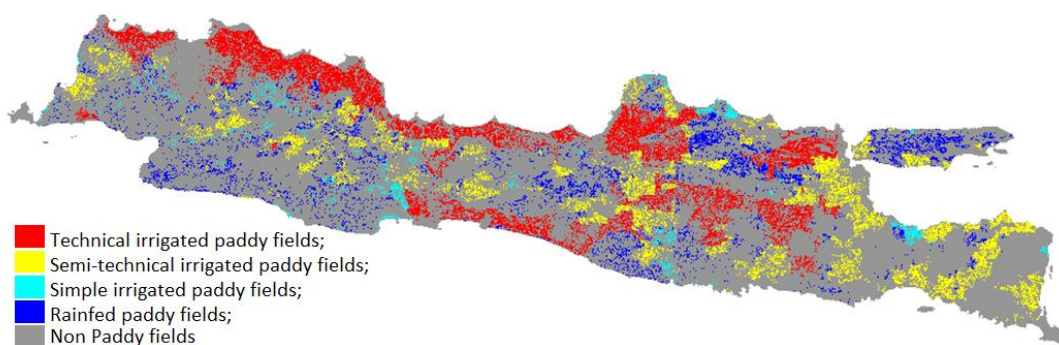 Technical irrigated paddy fields;
Semi-technical irrigated paddy fields;
Simple irrigated paddy fields;
Rainfed paddy fields;
Non Paddy fields